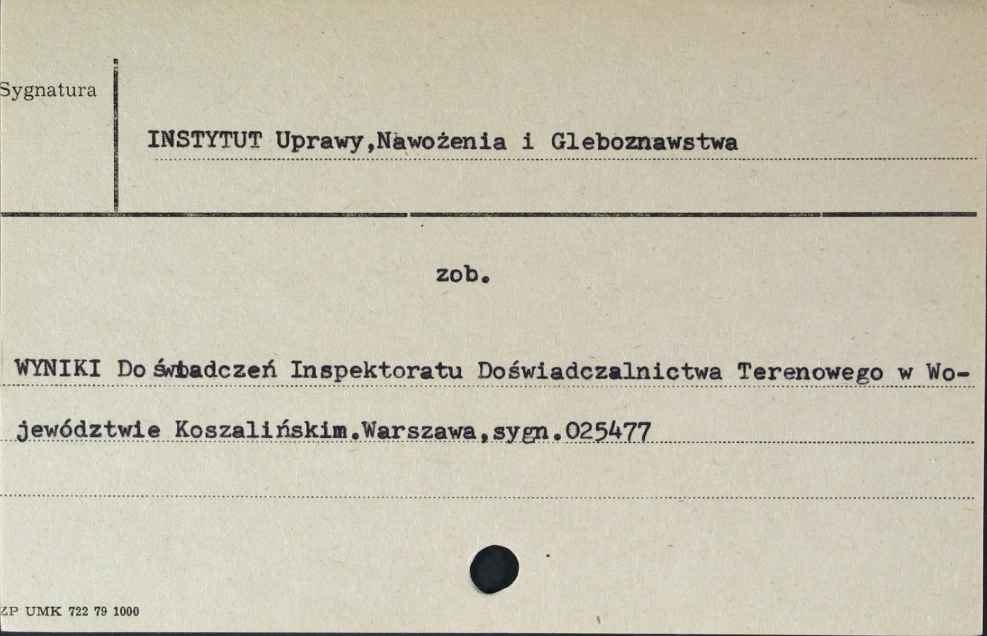 Sygnatura
INSTYTUT Uprawy,Nawożenia i Gleboznawstwa
zob.
WYNIKI Doświadczeń Inspektoratu Doświadczalnictwa Terenowego w Wo-
jewództwie Koszalińskim.Warszawa,sygn.025477
ZP UMK 722 79 1000